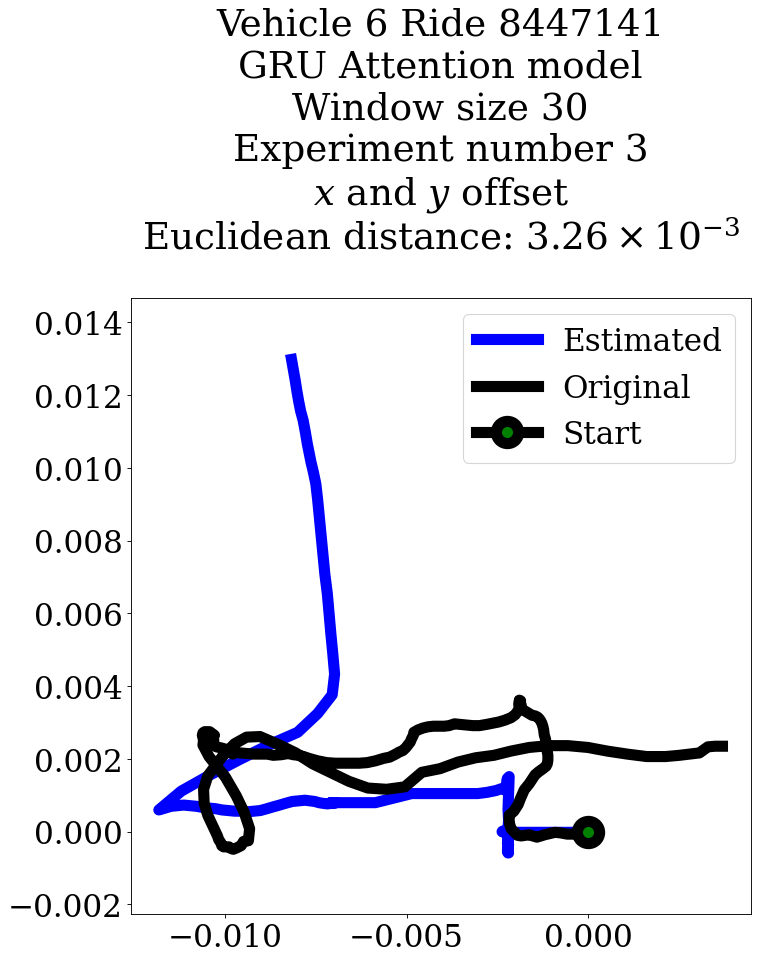 Vehicle 6 Ride 8447141
GRU Attention model
Window size 30
Experiment number 3
x and y offset
Euclidean distance: 3.26 × 10⁻³
Estimated
Original
Start
0.014
0.012
0.010
0.008
0.006
0.004
0.002
0.000
−0.002
−0.010 −0.005 0.000